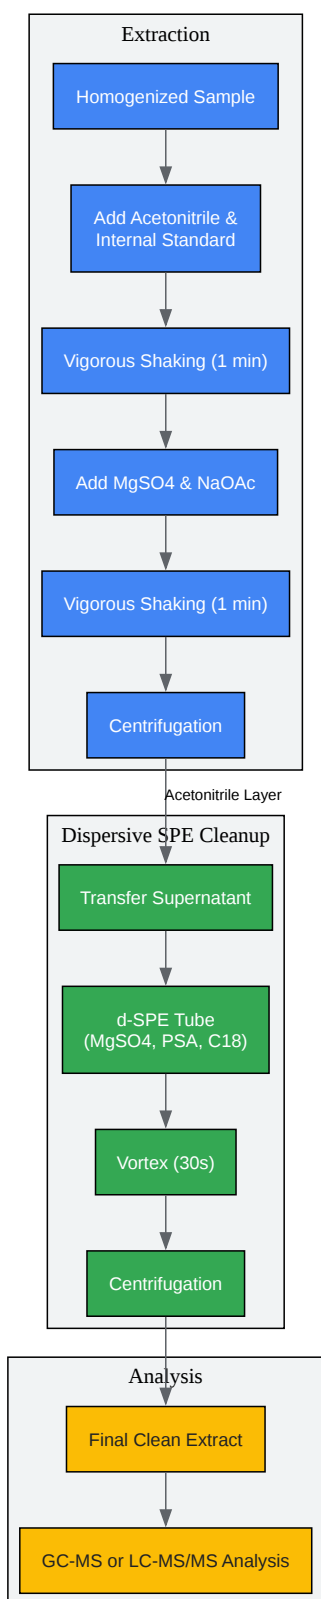 Extraction
Homogenized Sample
Add Acetonitrile &
Internal Standard
Vigorous Shaking (1 min)
Add MgSO4 & NaOAc
Vigorous Shaking (1 min)
Centrifugation
Acetonitrile Layer
Dispersive SPE Cleanup
Transfer Supernatant
d-SPE Tube
(MgSO4, PSA, C18)
Vortex (30s)
Centrifugation
Analysis
Final Clean Extract
GC-MS or LC-MS/MS Analysis